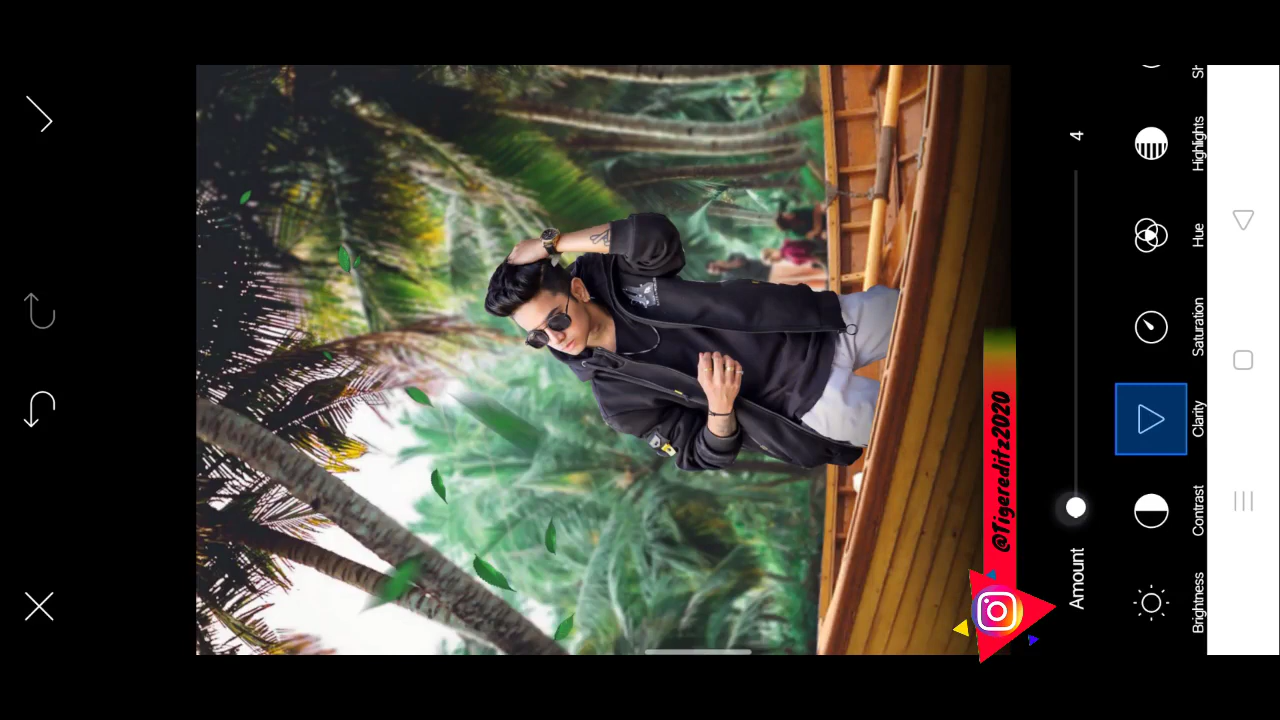 Amount
4
@Tigereditz2020
Brightness
Contrast
Clarity
Saturation
Hue
Highlights
Sh